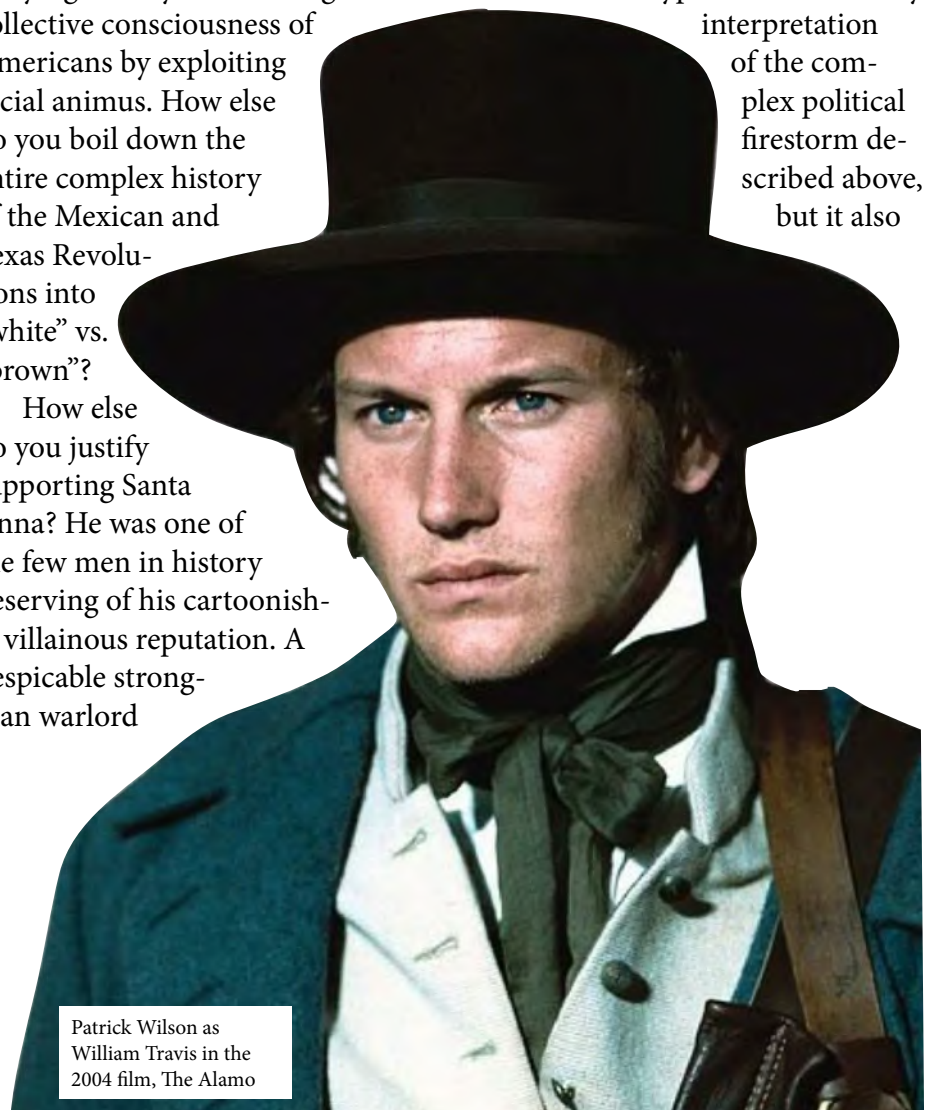 ollective consciousness of
mericans by exploiting
cial animus. How else
o you boil down the
ntire complex history
f the Mexican and
exas Revolu-
ons into
white” vs.
brown”?
How else
o you justify
upporting Santa
nna? He was one of
e few men in history
eserving of his cartoonish-
villainous reputation. A
espicable strong-
an warlord
interpretation
of the com-
plex political
firestorm de-
scribed above,
but it also
Patrick Wilson as
William Travis in the
2004 film, The Alamo